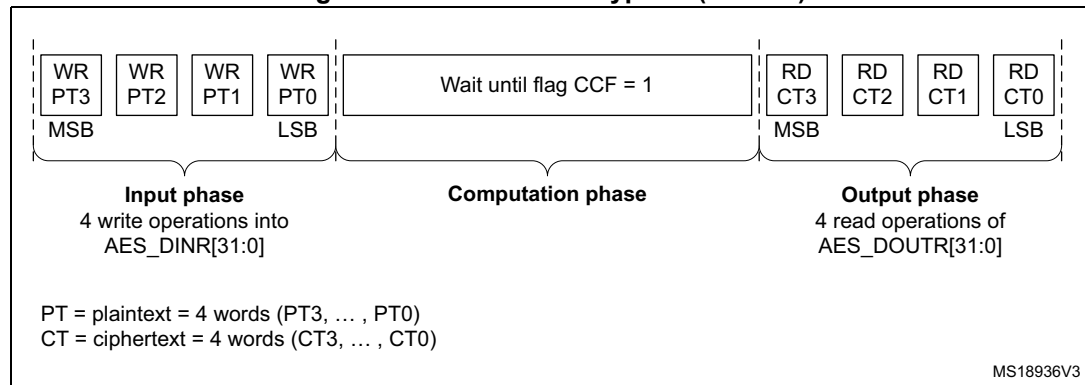 WR PT3 WR PT2 WR PT1 WR PT0 Wait until flag CCF = 1 RD CT3 RD CT2 RD CT1 RD CT0
MSB LSB MSB LSB
Input phase Computation phase Output phase
4 write operations into 4 read operations of
AES_DINR[31:0] AES_DOUTR[31:0]
PT = plaintext = 4 words (PT3, … , PT0)
CT = ciphertext = 4 words (CT3, … , CT0)
MS18936V3